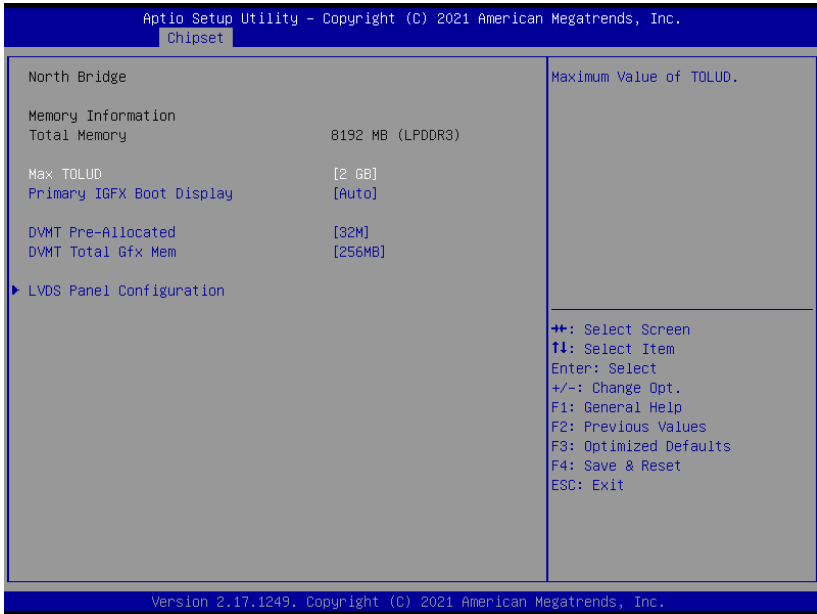 Aptio Setup Utility – Copyright (C) 2021 American Megatrends, Inc.
Chipset
North Bridge
Memory Information
Total Memory 8192 MB (LPDDR3)
Max TOLUD [2 GB]
Primary IGFX Boot Display [Auto]
DVMT Pre-Allocated [32M]
DVMT Total Gfx Mem [256MB]
▶ LVDS Panel Configuration
Maximum Value of TOLUD.
→←: Select Screen
↑↓: Select Item
Enter: Select
+/-: Change Opt.
F1: General Help
F2: Previous Values
F3: Optimized Defaults
F4: Save & Reset
ESC: Exit
Version 2.17.1249. Copyright (C) 2021 American Megatrends, Inc.